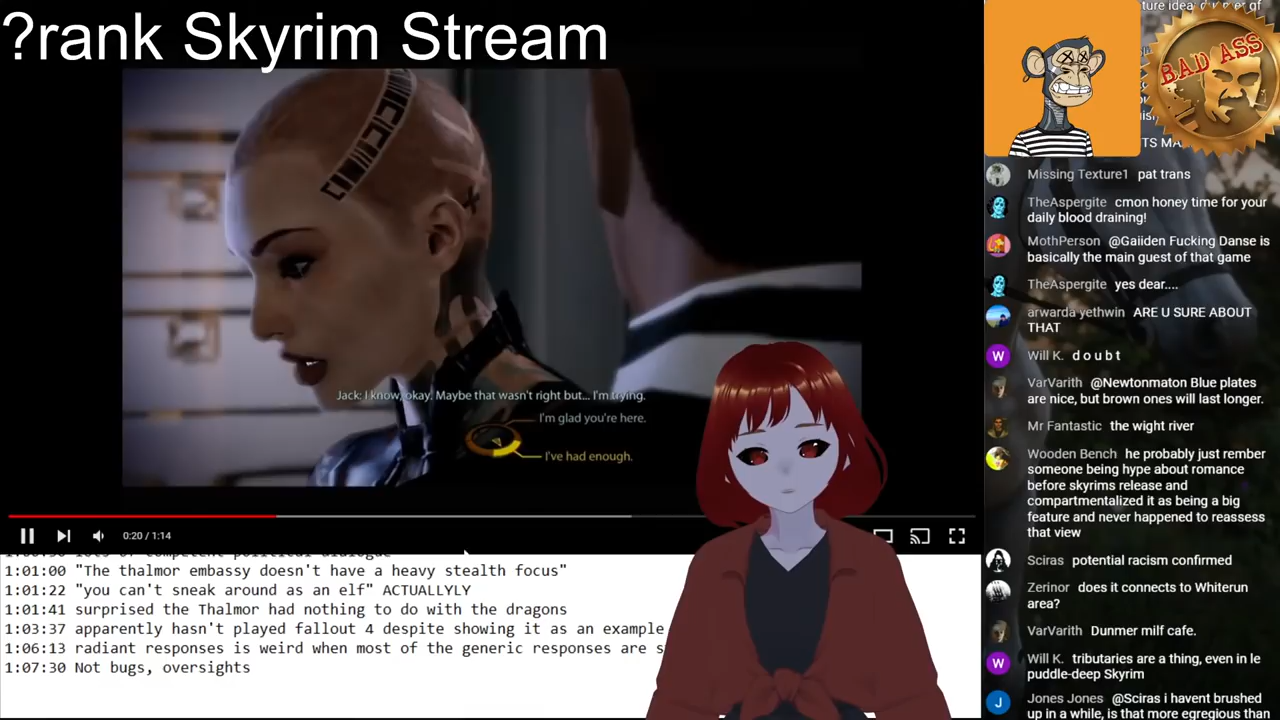 ?rank Skyrim Stream
Jack: I know, okay. Maybe that wasn't right but... I'm trying.
I'm glad you're here.
I've had enough.
0:20 / 1:14
lots of competent political dialogue
1:01:00 "The thalmor embassy doesn't have a heavy stealth focus"
1:01:22 "you can't sneak around as an elf" ACTUALLYLY
1:01:41 surprised the Thalmor had nothing to do with the dragons
1:03:37 apparently hasn't played fallout 4 despite showing it as an example
1:06:13 radiant responses is weird when most of the generic responses are s
1:07:30 Not bugs, oversights
BAD ASS
Missing Texture1 pat trans
TheAspergite cmon honey time for your
daily blood draining!
MothPerson @Gaiiden Fucking Danse is
basically the main guest of that game
TheAspergite yes dear....
arwarda yethwin ARE U SURE ABOUT
THAT
W Will K. d o u b t
VarVarith @Newtonmaton Blue plates
are nice, but brown ones will last longer.
Mr Fantastic the wight river
Wooden Bench he probably just rember
someone being hype about romance
before skyrims release and
compartmentalized it as being a big
feature and never happened to reassess
that view
Sciras potential racism confirmed
Zerinor does it connects to Whiterun
area?
VarVarith Dunmer milf cafe.
W Will K. tributaries are a thing, even in le
puddle-deep Skyrim
J Jones Jones @Sciras i havent brushed
up in a while, is that more egregious than